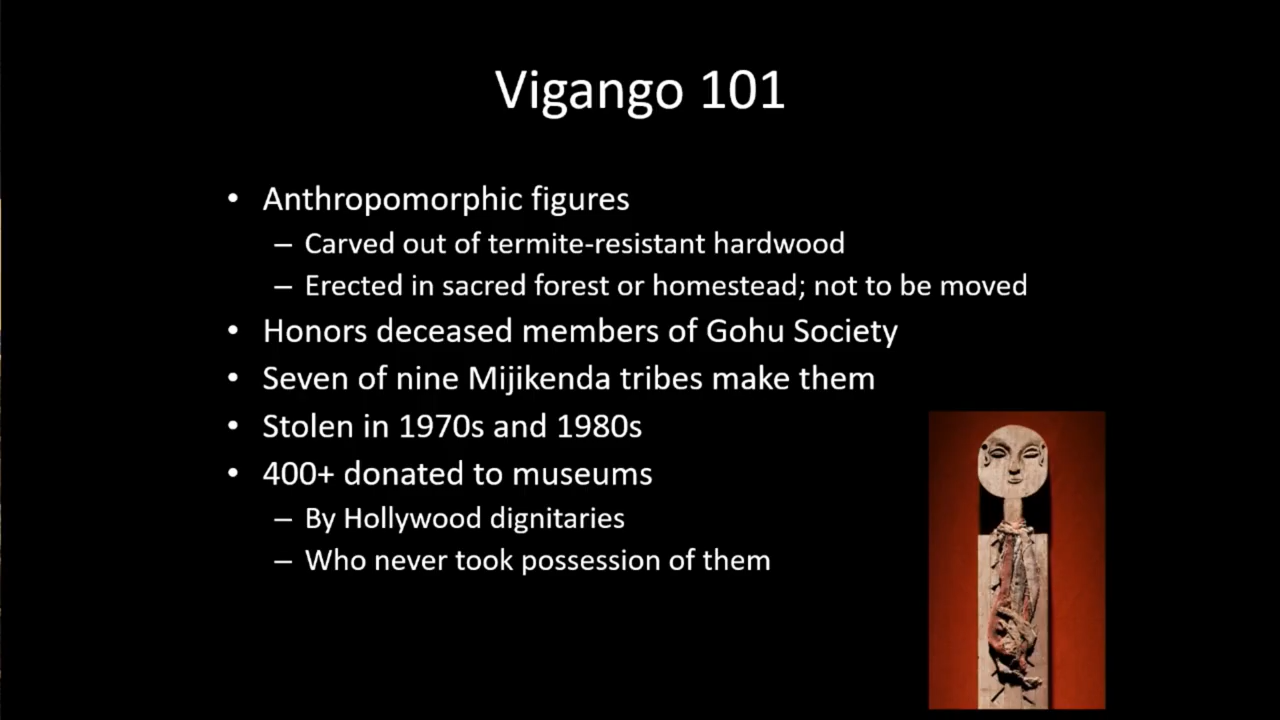 Vigango 101
• Anthropomorphic figures
– Carved out of termite-resistant hardwood
– Erected in sacred forest or homestead; not to be moved
• Honors deceased members of Gohu Society
• Seven of nine Mijikenda tribes make them
• Stolen in 1970s and 1980s
• 400+ donated to museums
– By Hollywood dignitaries
– Who never took possession of them